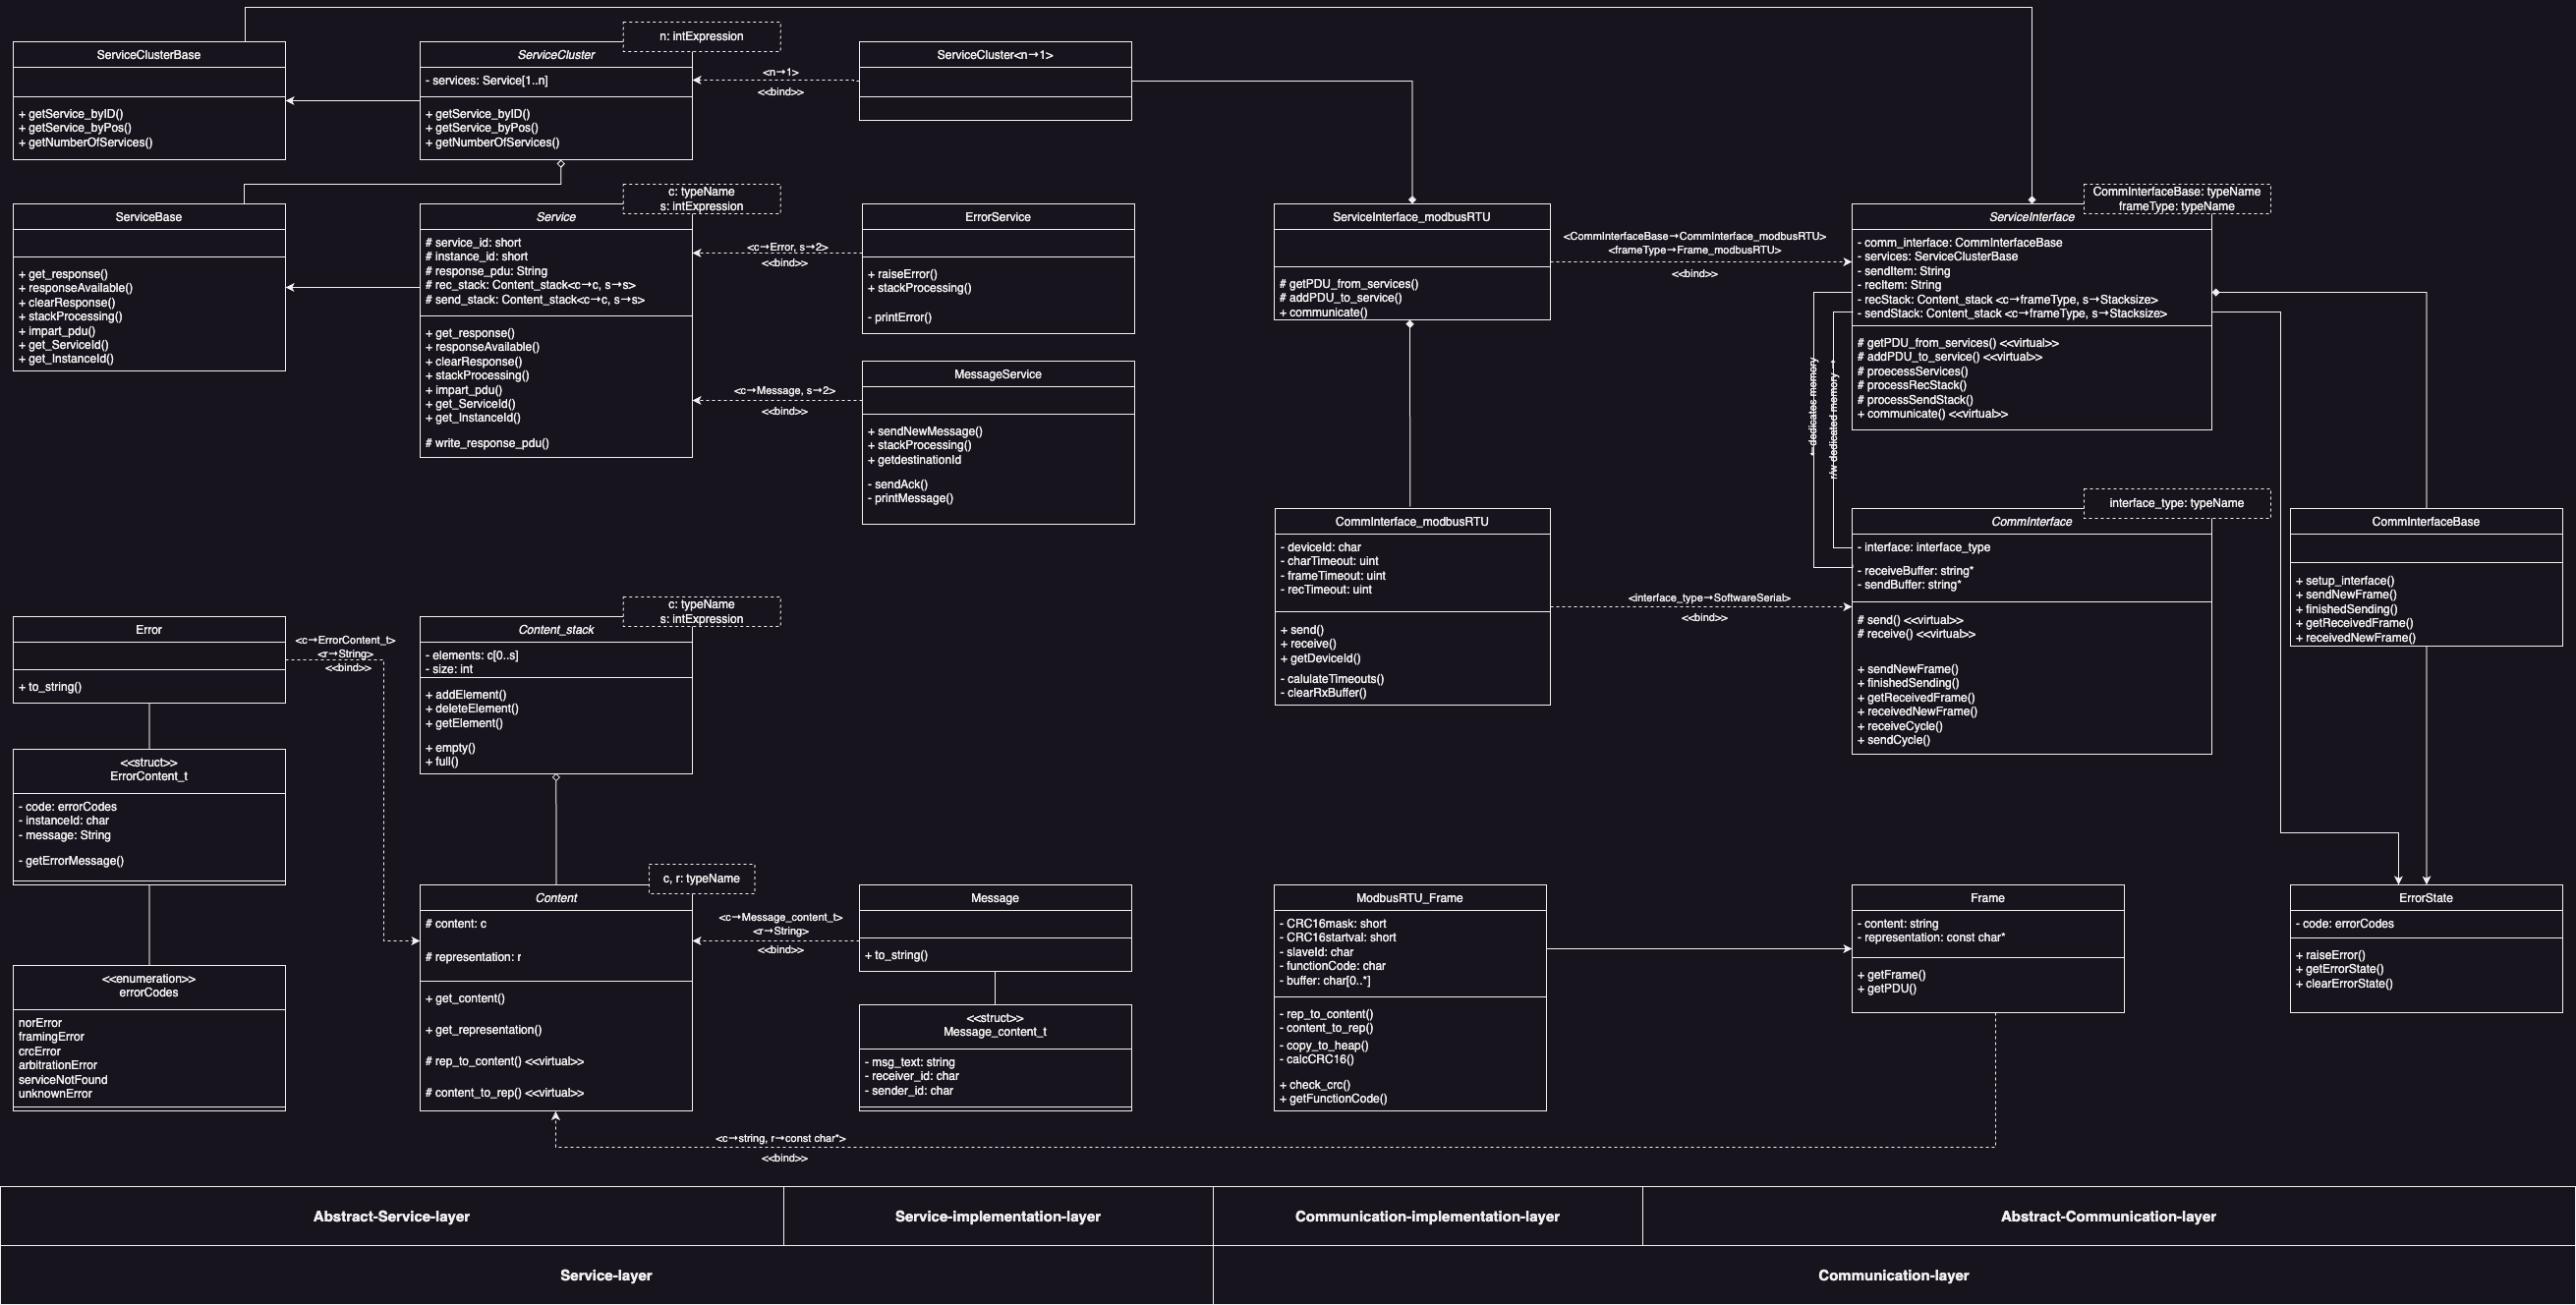 ServiceClusterBase
+ getService_byID()
+ getService_byPos()
+ getNumberOfServices()
n: intExpression
ServiceCluster
- services: Service[1..n]
+ getService_byID()
+ getService_byPos()
+ getNumberOfServices()
<n→1>
<<bind>>
ServiceCluster<n→1>
ServiceBase
+ get_response()
+ responseAvailable()
+ clearResponse()
+ stackProcessing()
+ impart_pdu()
+ get_ServiceId()
+ get_InstanceId()
c: typeName
s: intExpression
Service
# service_id: short
# instance_id: short
# response_pdu: String
# rec_stack: Content_stack<c→c, s→s>
# send_stack: Content_stack<c→c, s→s>
+ get_response()
+ responseAvailable()
+ clearResponse()
+ stackProcessing()
+ impart_pdu()
+ get_ServiceId()
+ get_InstanceId()
# write_response_pdu()
<c→Error, s→2>
<<bind>>
ErrorService
+ raiseError()
+ stackProcessing()
- printError()
<c→Message, s→2>
<<bind>>
MessageService
+ sendNewMessage()
+ stackProcessing()
+ getdestinationId
- sendAck()
- printMessage()
ServiceInterface_modbusRTU
# getPDU_from_services()
# addPDU_to_service()
+ communicate()
<CommInterfaceBase→CommInterface_modbusRTU>
<frameType→Frame_modbusRTU>
<<bind>>
CommInterfaceBase: typeName
frameType: typeName
ServiceInterface
- comm_interface: CommInterfaceBase
- services: ServiceClusterBase
- sendItem: String
- recItem: String
- recStack: Content_stack <c→frameType, s→Stacksize>
- sendStack: Content_stack <c→frameType, s→Stacksize>
# getPDU_from_services() <<virtual>>
# addPDU_to_service() <<virtual>>
# proecessServices()
# processRecStack()
# processSendStack()
+ communicate() <<virtual>>
←dedicates memory
r/w dedicated memory →
CommInterface_modbusRTU
- deviceId: char
- charTimeout: uint
- frameTimeout: uint
- recTimeout: uint
+ send()
+ receive()
+ getDeviceId()
- calulateTimeouts()
- clearRxBuffer()
<interface_type→SoftwareSerial>
<<bind>>
interface_type: typeName
CommInterface
- interface: interface_type
- receiveBuffer: string*
- sendBuffer: string*
# send() <<virtual>>
# receive() <<virtual>>
+ sendNewFrame()
+ finishedSending()
+ getReceivedFrame()
+ receivedNewFrame()
+ receiveCycle()
+ sendCycle()
CommInterfaceBase
+ setup_interface()
+ sendNewFrame()
+ finishedSending()
+ getReceivedFrame()
+ receivedNewFrame()
Error
+ to_string()
<c→ErrorContent_t>
<r→String>
<<bind>>
c: typeName
s: intExpression
Content_stack
- elements: c[0..s]
- size: int
+ addElement()
+ deleteElement()
+ getElement()
+ empty()
+ full()
<<struct>>
ErrorContent_t
- code: errorCodes
- instanceId: char
- message: String
- getErrorMessage()
<<enumeration>>
errorCodes
norError
framingError
crcError
arbitrationError
serviceNotFound
unknownError
c, r: typeName
Content
# content: c
# representation: r
+ get_content()
+ get_representation()
# rep_to_content() <<virtual>>
# content_to_rep() <<virtual>>
<c→Message_content_t>
<r→String>
<<bind>>
Message
+ to_string()
<<struct>>
Message_content_t
- msg_text: string
- receiver_id: char
- sender_id: char
ModbusRTU_Frame
- CRC16mask: short
- CRC16startval: short
- slaveId: char
- functionCode: char
- buffer: char[0..*]
- rep_to_content()
- content_to_rep()
- copy_to_heap()
- calcCRC16()
+ check_crc()
+ getFunctionCode()
Frame
- content: string
- representation: const char*
+ getFrame()
+ getPDU()
ErrorState
- code: errorCodes
+ raiseError()
+ getErrorState()
+ clearErrorState()
<c→string, r→const char*>
<<bind>>
Abstract-Service-layer
Service-implementation-layer
Communication-implementation-layer
Abstract-Communication-layer
Service-layer
Communication-layer